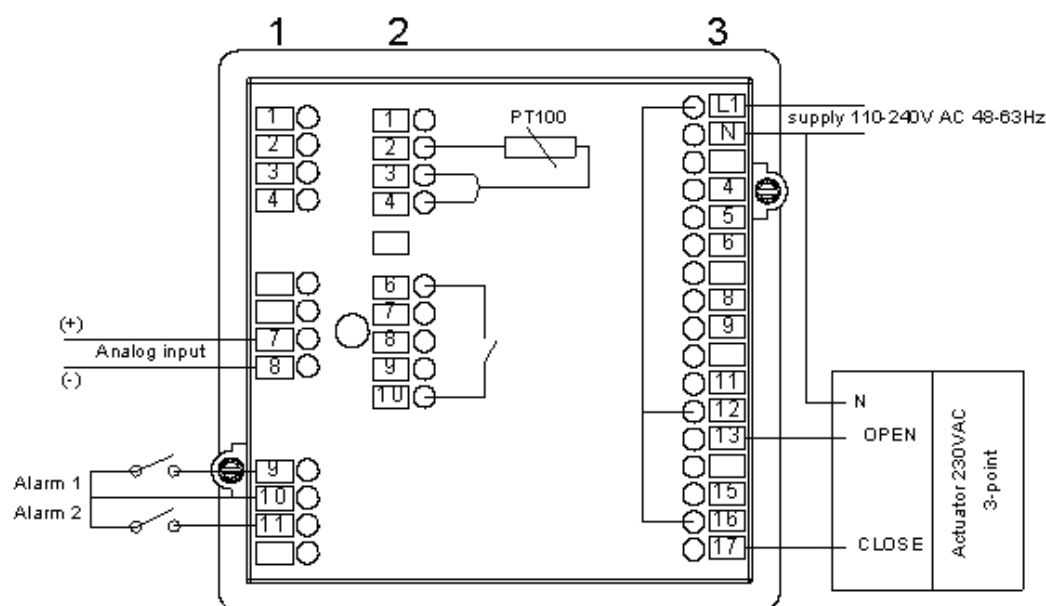 1 2 3
1
2
3
4
7
8
9
10
11
(+)
Analog input
(-)
Alarm 1
Alarm 2
1
2
3
4
6
7
8
9
10
PT100
L1
N
4
5
6
8
9
11
12
13
15
16
17
supply 110-240V AC 48-63Hz
N
OPEN
CLOSE
Actuator 230VAC
3-point